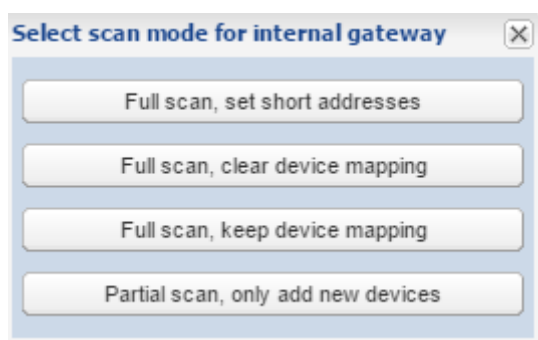 Select scan mode for internal gateway
Full scan, set short addresses
Full scan, clear device mapping
Full scan, keep device mapping
Partial scan, only add new devices